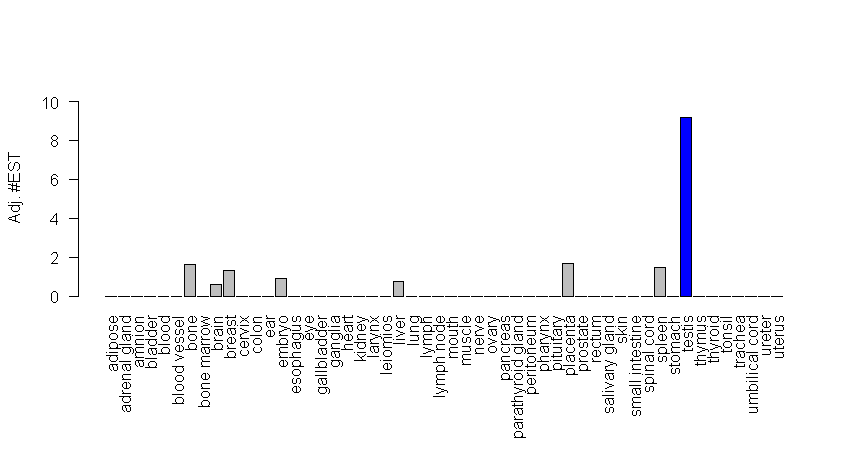 10
8
6
4
2
0
Adj. #EST
adipose
adrenal gland
amnion
bladder
blood
blood vessel
bone
bone marrow
brain
breast
cervix
colon
ear
embryo
esophagus
eye
gallbladder
ganglia
heart
kidney
larynx
leiomios
liver
lung
lymph
lymph node
mouth
muscle
nerve
ovary
pancreas
parathyroid gland
peritoneum
pharynx
pituitary
placenta
prostate
rectum
salivary gland
skin
small intestine
spinal cord
spleen
stomach
testis
thymus
thyroid
tonsil
trachea
umbilical cord
ureter
uterus